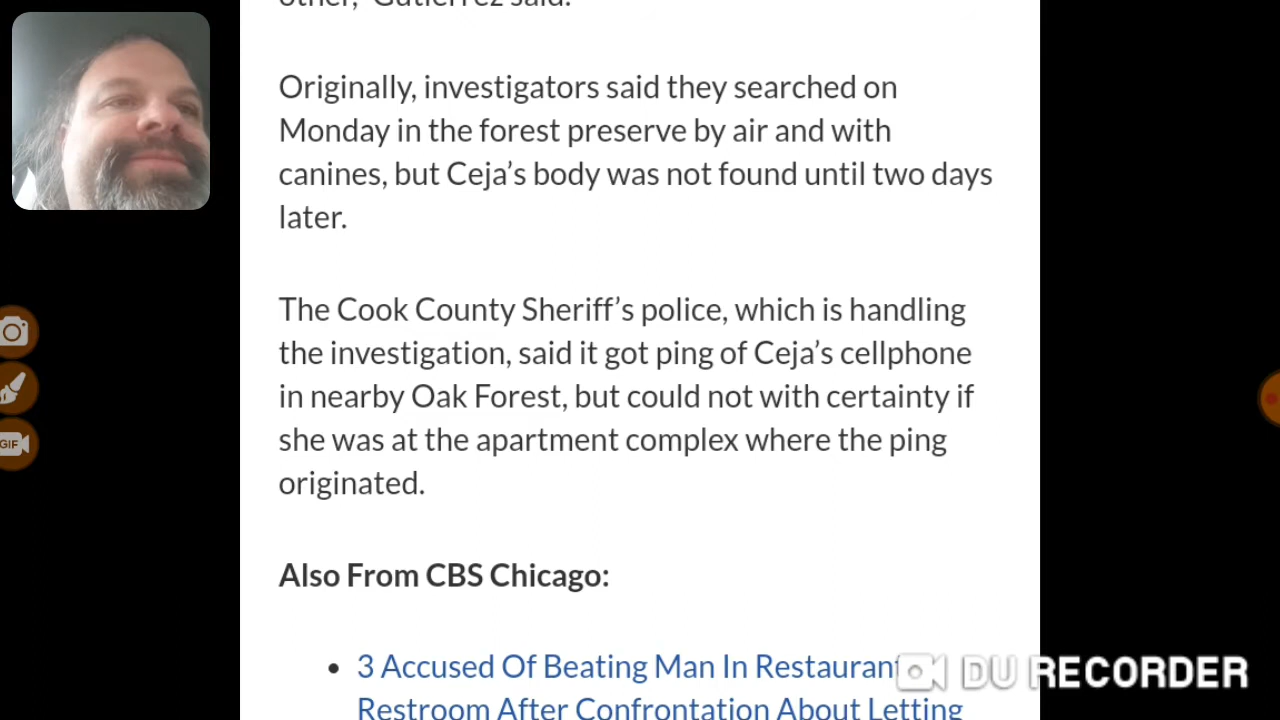 other," Gutierrez said.
Originally, investigators said they searched on
Monday in the forest preserve by air and with
canines, but Ceja's body was not found until two days
later.
The Cook County Sheriff's police, which is handling
the investigation, said it got ping of Ceja's cellphone
in nearby Oak Forest, but could not with certainty if
she was at the apartment complex where the ping
originated.
Also From CBS Chicago:
• 3 Accused Of Beating Man In Restaurant
Restroom After Confrontation About Letting
GIF
DU RECORDER